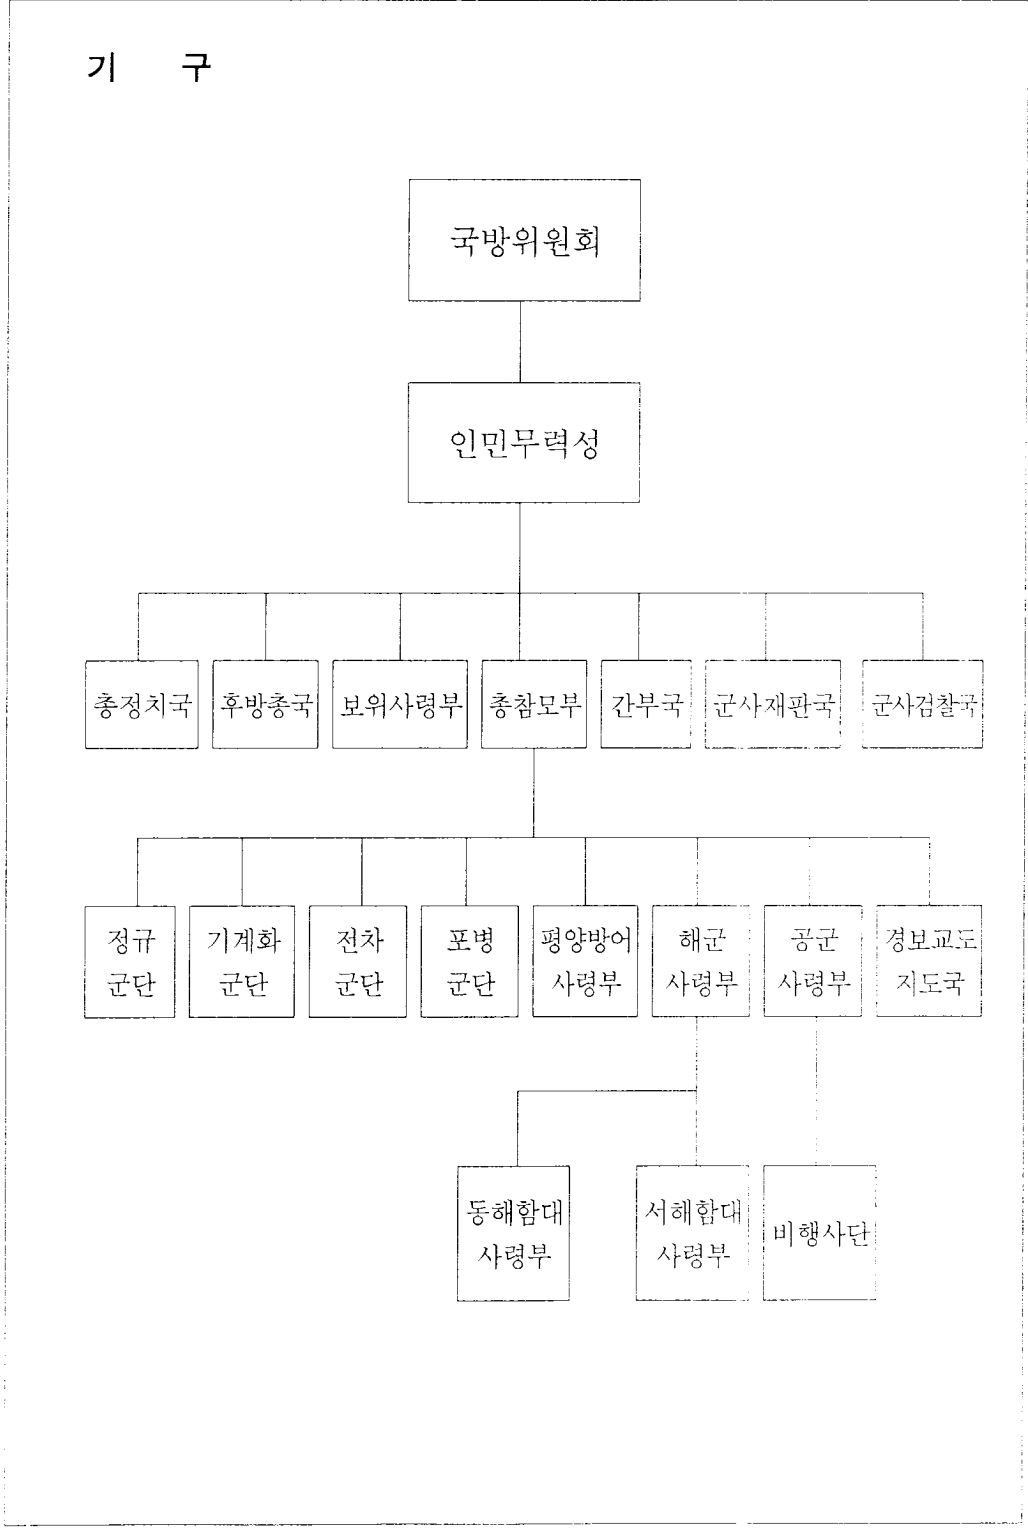 기 구
국방위원회
인민무력성
총정치국 후방총국 보위사령부 총참모부 간부국 군사재판국 군사검찰국
정규 기계화 전차 포병 평양방어 해군 공군 경보교도
군단 군단 군단 군단 사령부 사령부 사령부 지도국
동해함대 서해함대
사령부 사령부
비행사단